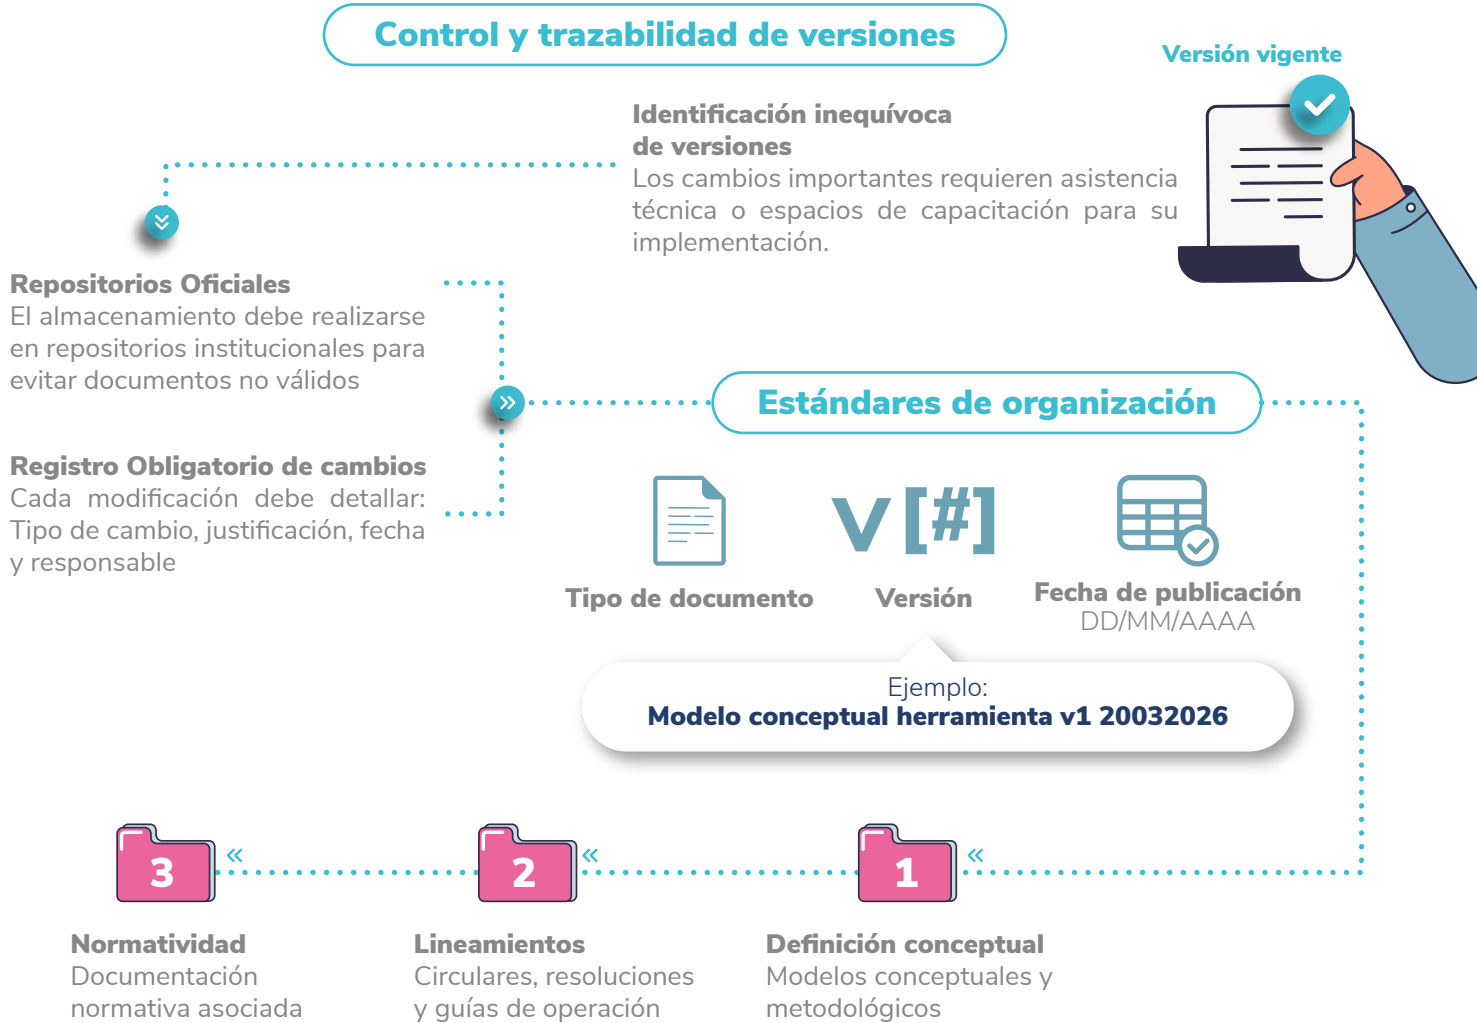 Control y trazabilidad de versiones
Versión vigente
Identificación inequívoca
de versiones
Los cambios importantes requieren asistencia
técnica o espacios de capacitación para su
implementación.
Repositorios Oficiales
El almacenamiento debe realizarse
en repositorios institucionales para
evitar documentos no válidos
Registro Obligatorio de cambios
Cada modificación debe detallar:
Tipo de cambio, justificación, fecha
y responsable
Estándares de organización
V [#]
Tipo de documento
Versión
Fecha de publicación
DD/MM/AAAA
Ejemplo:
Modelo conceptual herramienta v1 20032026
3
2
1
Normatividad
Documentación
normativa asociada
Lineamientos
Circulares, resoluciones
y guías de operación
Definición conceptual
Modelos conceptuales y
metodológicos